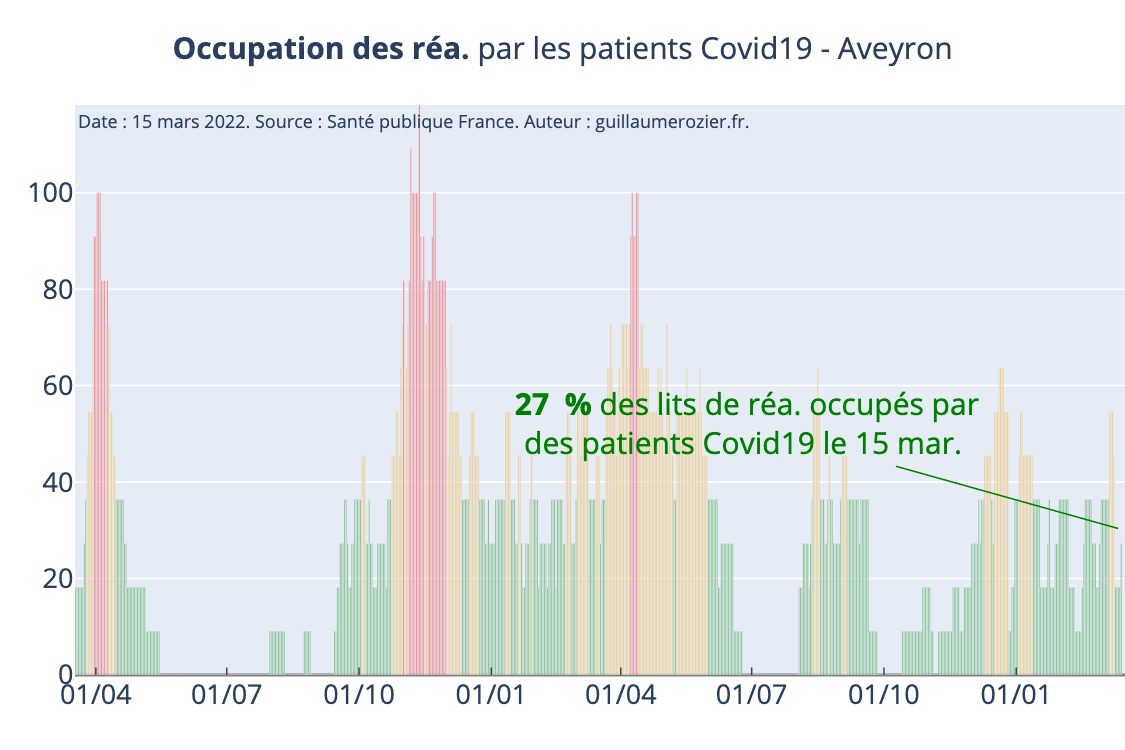 Occupation des réa. par les patients Covid19 - Aveyron
Date : 15 mars 2022. Source : Santé publique France. Auteur : guillaumerozier.fr.
100
80
60
27 % des lits de réa. occupés par
des patients Covid19 le 15 mar.
40
20
0
01/04 01/07 01/10 01/01 01/04 01/07 01/10 01/01